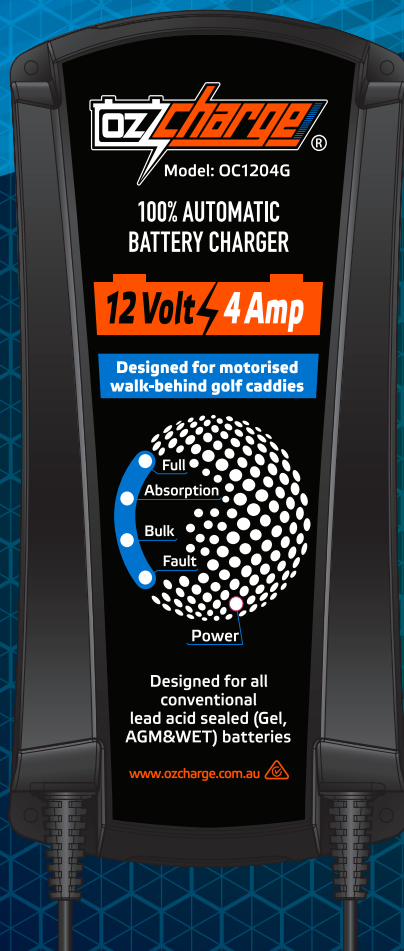 OZ charge ®
Model: OC1204G
100% AUTOMATIC
BATTERY CHARGER
12 Volt 4 Amp
Designed for motorised
walk-behind golf caddies
Full
Absorption
Bulk
Fault
Power
Designed for all
conventional
lead acid sealed (Gel,
AGM&WET) batteries
www.ozcharge.com.au